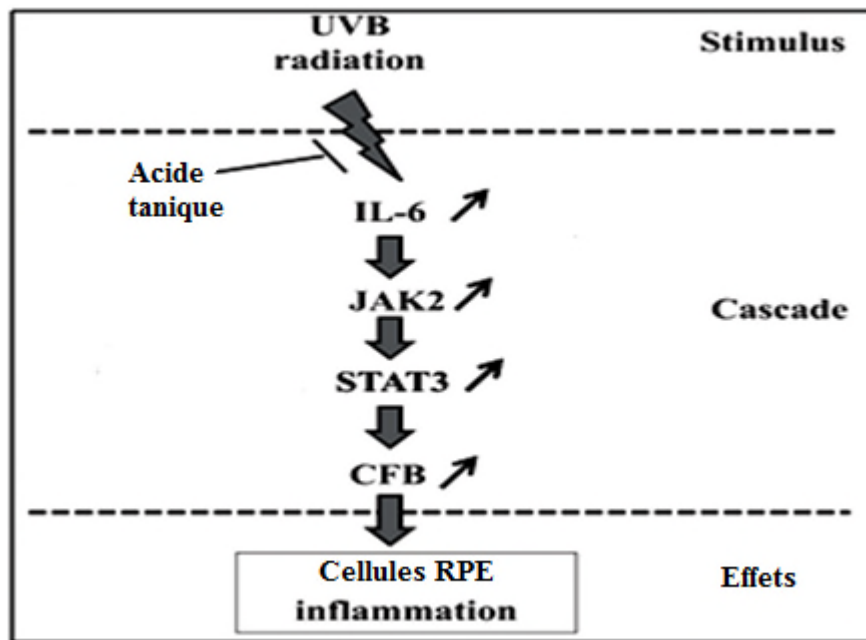 UVB
radiation
Stimulus
Acide
tanique
IL-6
JAK2
Cascade
STAT3
CFB
Cellules RPE
inflammation
Effets